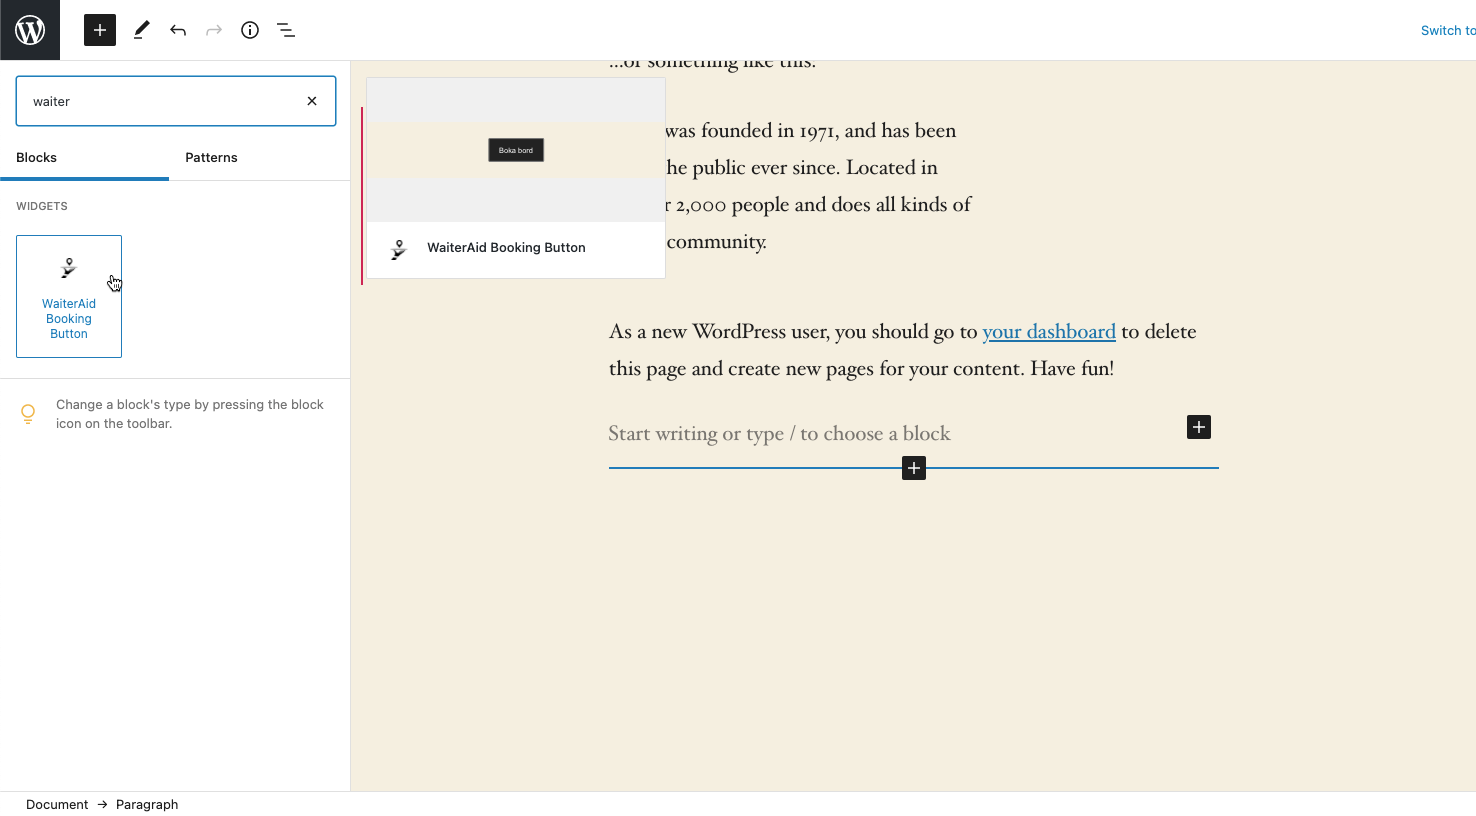 Switch to
waiter
Blocks
Patterns
WIDGETS
WaiterAid
Booking
Button
Change a block's type by pressing the block
icon on the toolbar.
Boka bord
WaiterAid Booking Button
...or something like this:
was founded in 1971, and has been
he public ever since. Located in
r 2,000 people and does all kinds of
community.
As a new WordPress user, you should go to your dashboard to delete
this page and create new pages for your content. Have fun!
Start writing or type / to choose a block
Document → Paragraph